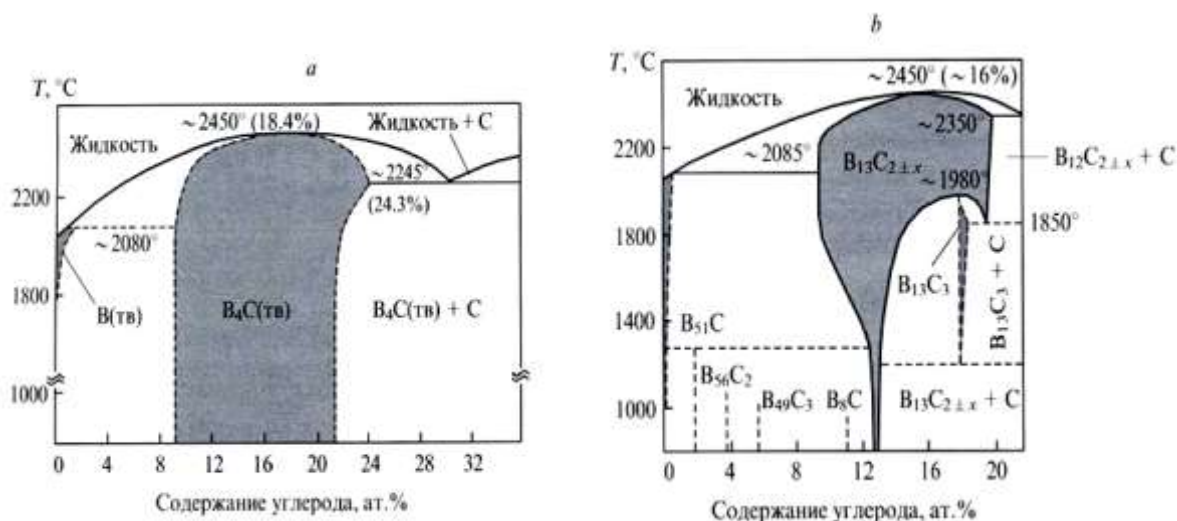 a
T, °C
~2450° (18.4%)
Жидкость
Жидкость + C
~2245°
(24.3%)
~2080°
B(тв)
B₄C(тв)
B₄C(тв) + C
2200
1800
1000
0 4 8 12 16 20 24 28 32
Содержание углерода, ат.%
b
T, °C
~2450° (~16%)
Жидкость
~2350°
~2085°
B₁₃C₂±ₓ
B₁₂C₂±ₓ + C
~1980°
1850°
B₁₃C₃
B₁₃C₃ + C
B₅₁C
B₅₆C₂
B₄₉C₃
B₈C
B₁₃C₂±ₓ + C
2200
1800
1400
1000
0 4 8 12 16 20
Содержание углерода, ат.%